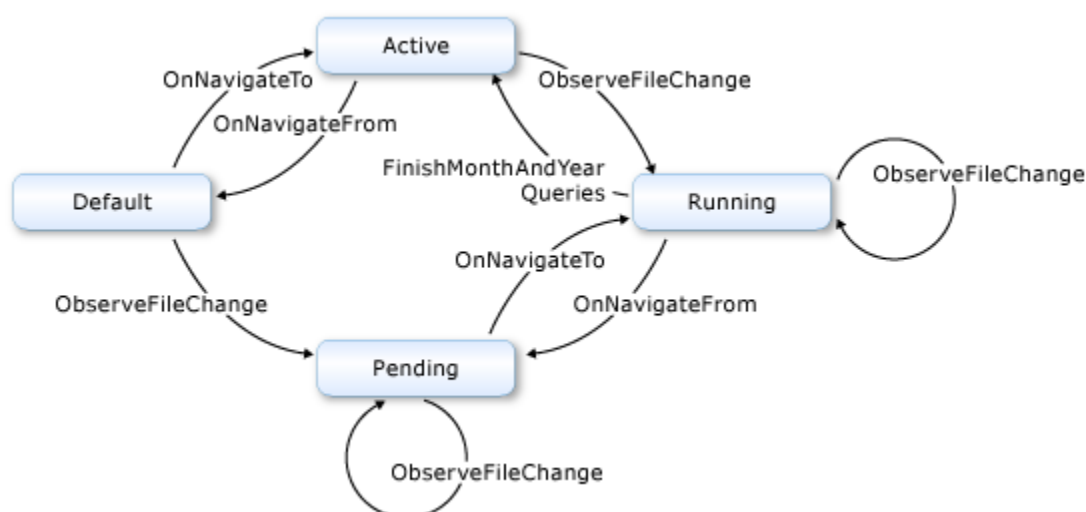 Active
OnNavigateTo
ObserveFileChange
OnNavigateFrom
FinishMonthAndYear
Queries
ObserveFileChange
Default
Running
OnNavigateTo
ObserveFileChange
OnNavigateFrom
Pending
ObserveFileChange